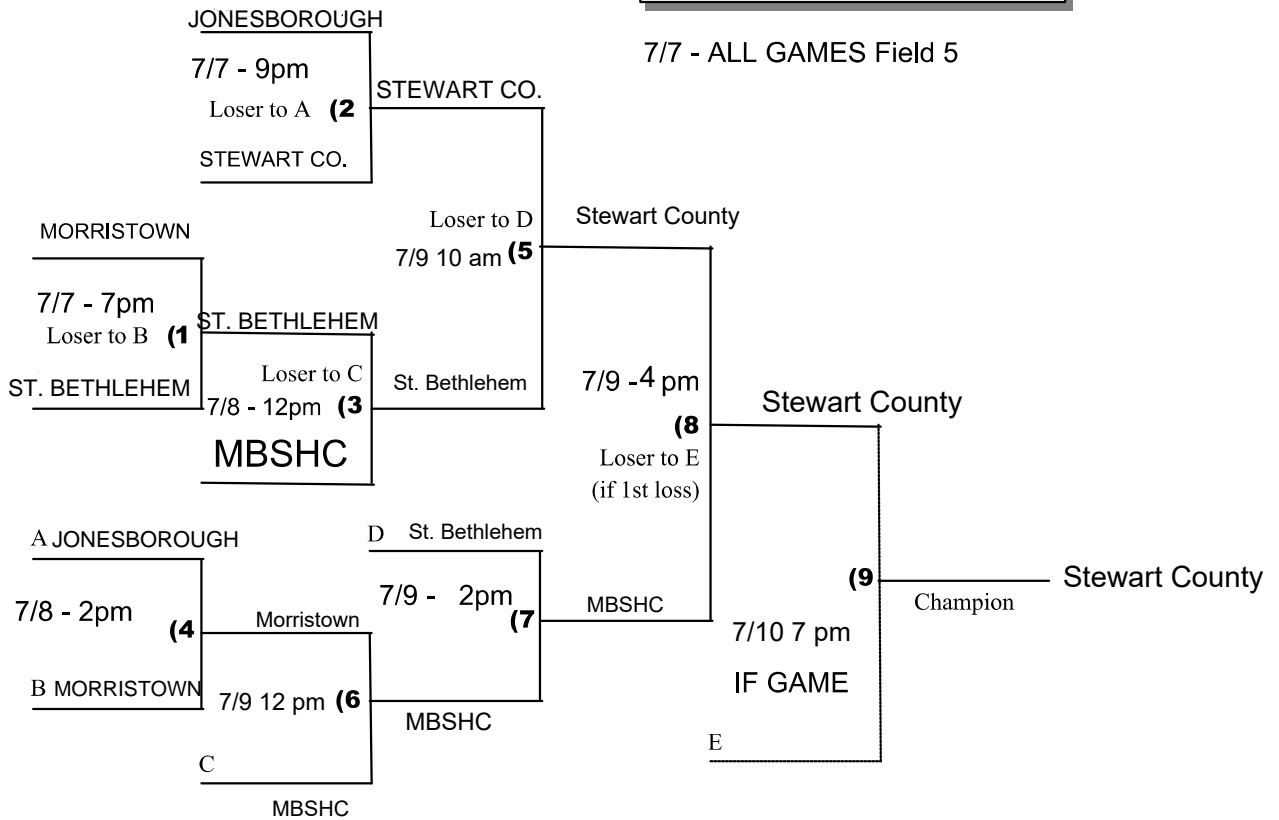 JONESBOROUGH
7/7 - ALL GAMES Field 5
7/7 - 9pm
Loser to A (2
STEWART CO.
STEWART CO.
Loser to D
Stewart County
7/9 10 am (5
MORRISTOWN
7/7 - 7pm
Loser to B (1
ST. BETHLEHEM
ST. BETHLEHEM
Loser to C
7/8 - 12pm (3
St. Bethlehem
MBSHC
7/9 -4 pm
(8
Loser to E
(if 1st loss)
Stewart County
A JONESBOROUGH
7/8 - 2pm
(4
B MORRISTOWN
Morristown
7/9 12 pm (6
C
MBSHC
D St. Bethlehem
7/9 - 2pm
(7
MBSHC
MBSHC
(9
7/10 7 pm
IF GAME
E
Stewart County
Champion